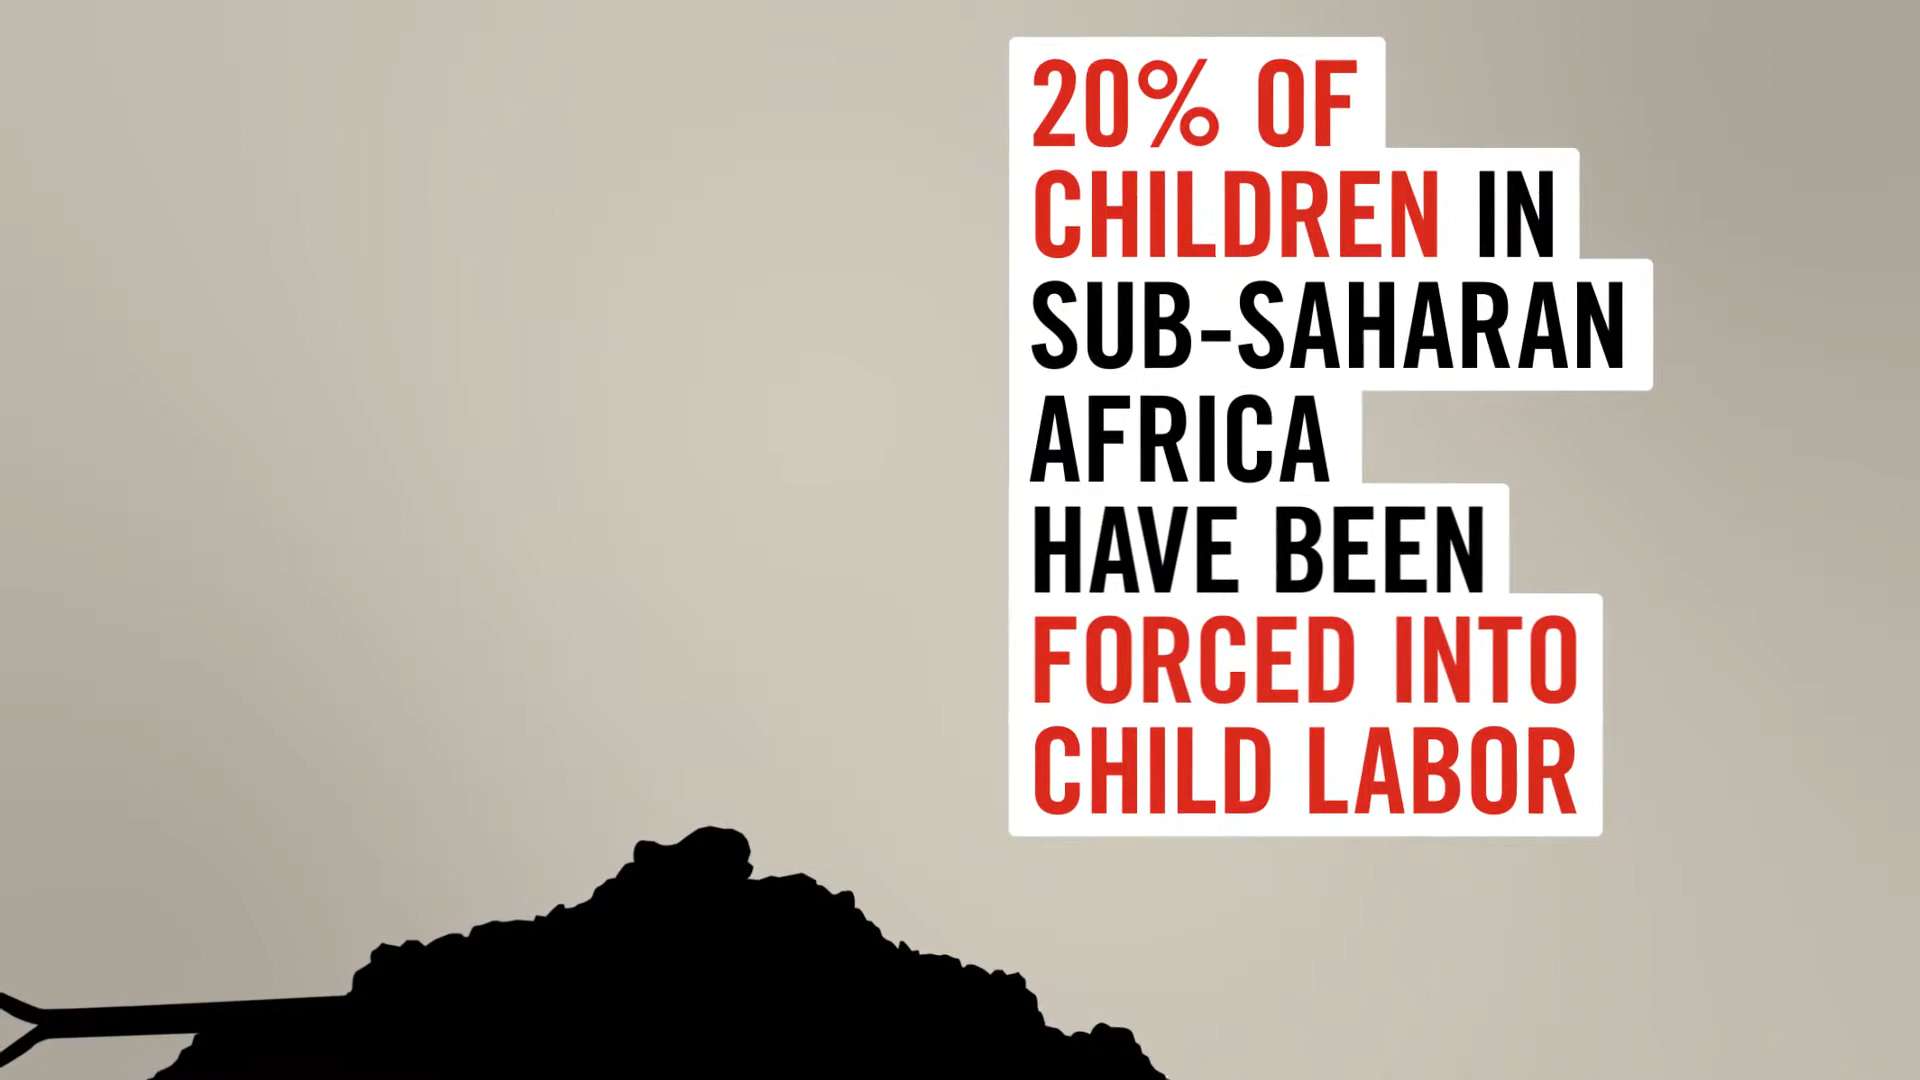 20% OF
CHILDREN IN
SUB-SAHARAN
AFRICA
HAVE BEEN
FORCED INTO
CHILD LABOR